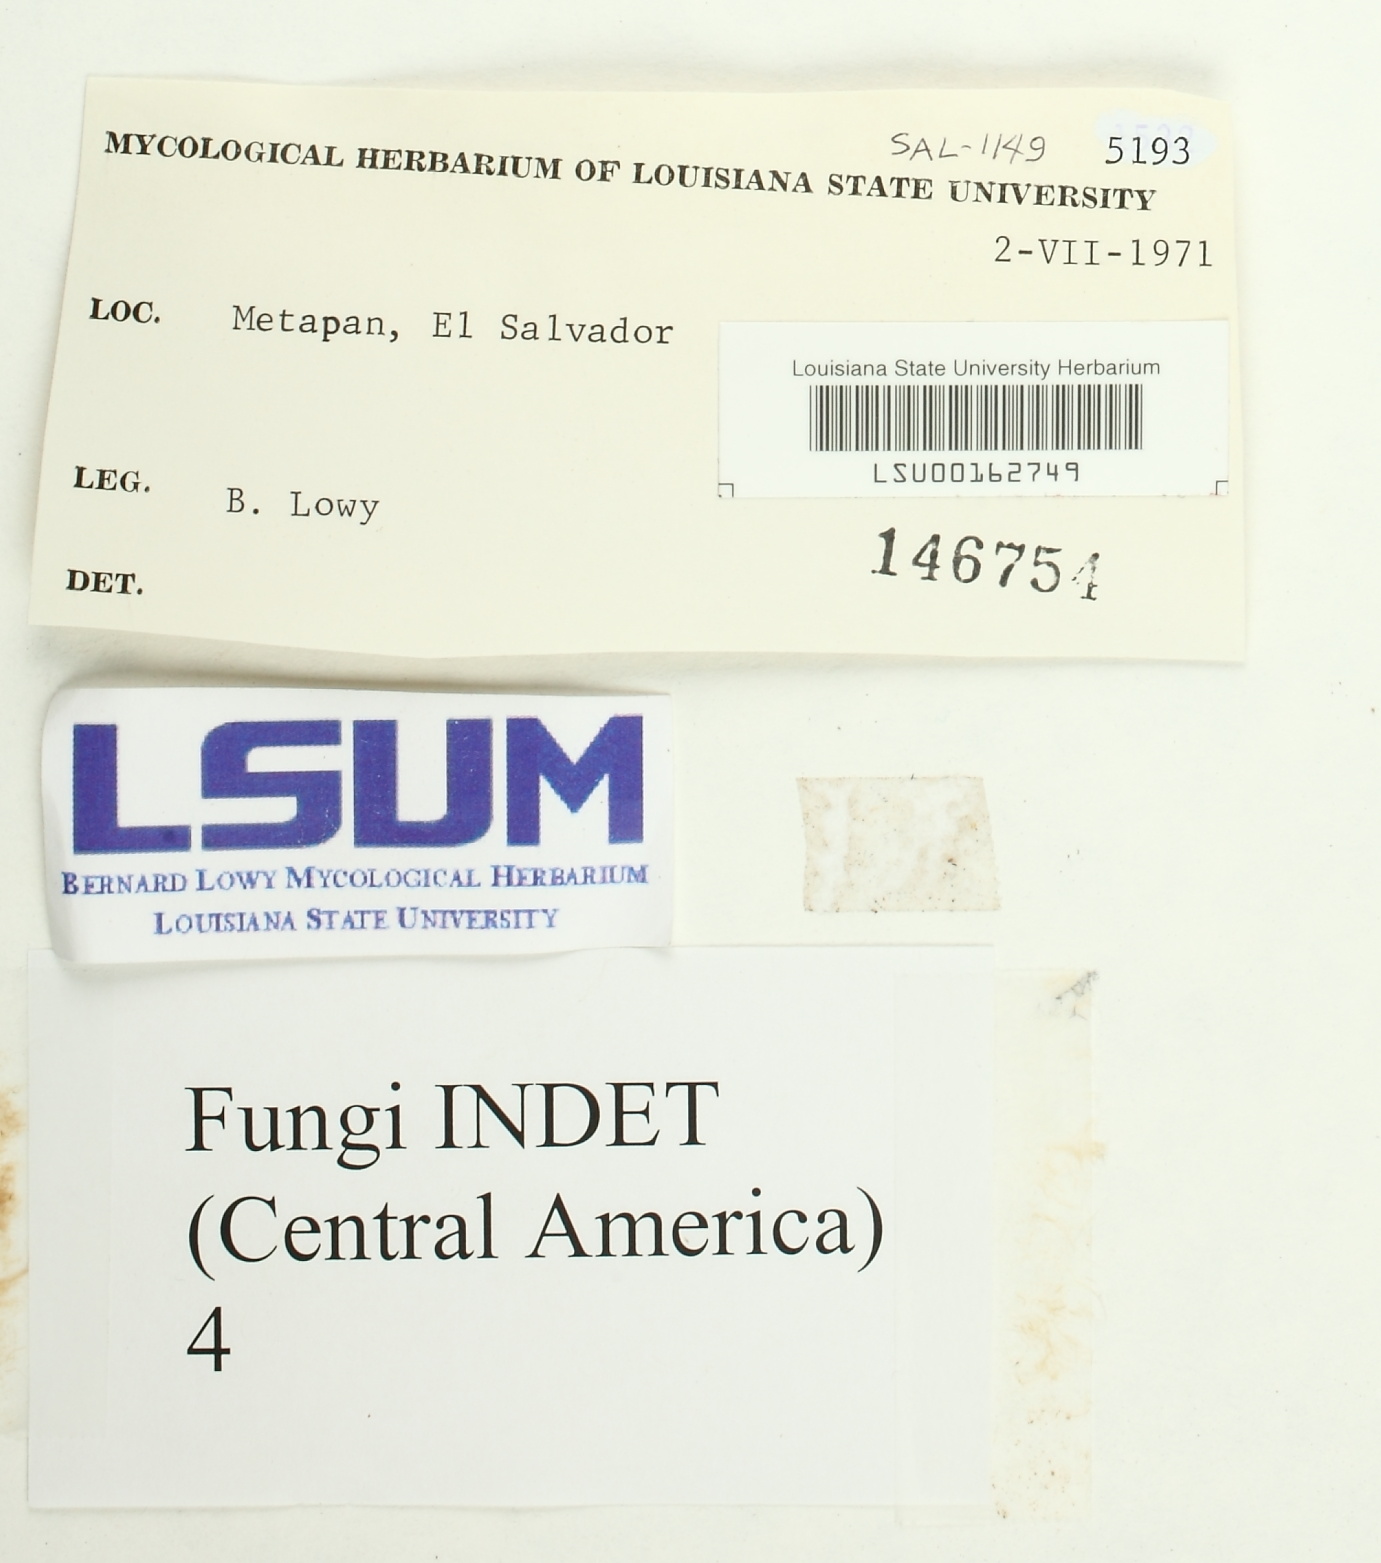 SAL-1149 5193
MYCOLOGICAL HERBARIUM OF LOUISIANA STATE UNIVERSITY
2-VII-1971
LOC. Metapan, El Salvador
Louisiana State University Herbarium
LSU00162749
LEG. B. Lowy
146754
DET.
LSUM
BERNARD LOWY MYCOLOGICAL HERBARIUM
LOUISIANA STATE UNIVERSITY
Fungi INDET
(Central America)
4